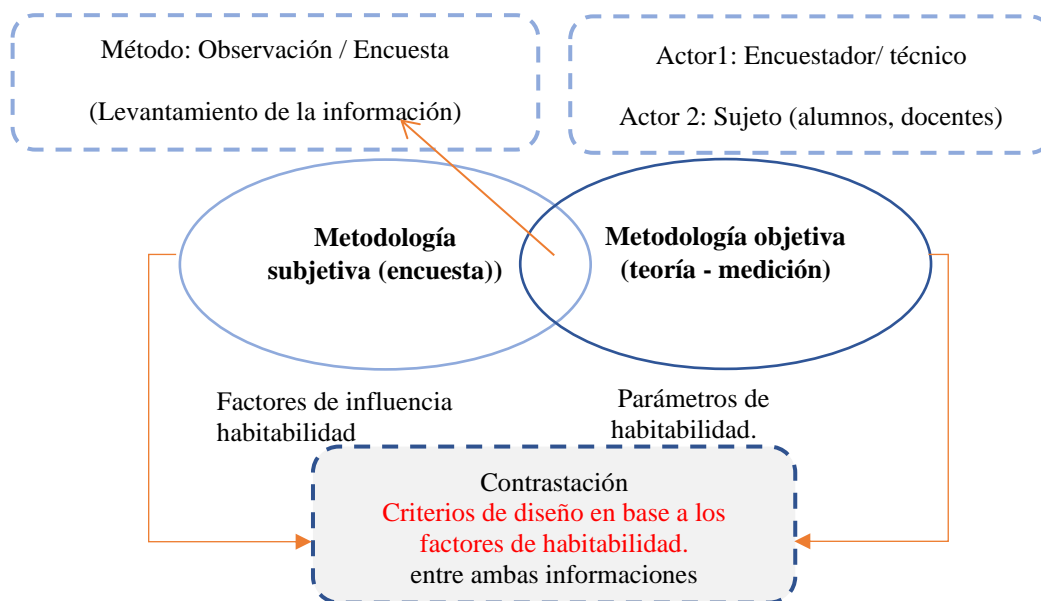 Método: Observación / Encuesta
(Levantamiento de la información)
Actor1: Encuestador/ técnico
Actor 2: Sujeto (alumnos, docentes)
Metodología
subjetiva (encuesta))
Metodología objetiva
(teoría - medición)
Factores de influencia
habitabilidad
Parámetros de
habitabilidad.
Contrastación
Criterios de diseño en base a los
factores de habitabilidad.
entre ambas informaciones